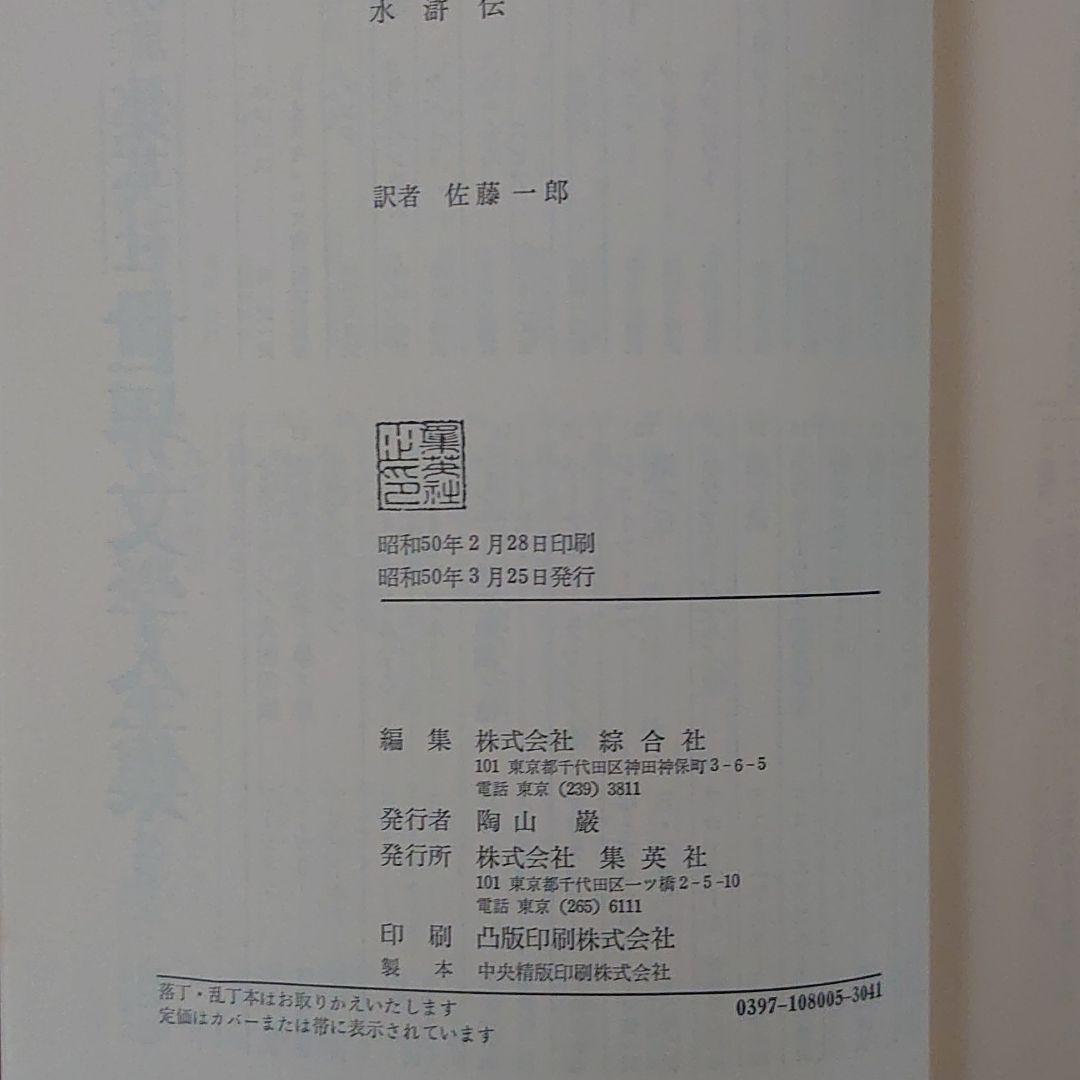 水滸伝
訳者 佐藤一郎
集英社之印
昭和50年2月28日印刷
昭和50年3月25日発行
編集 株式会社 綜合社
101 東京都千代田区神田神保町3-6-5
電話 東京 (239) 3811
発行者 陶山 巌
発行所 株式会社 集英社
101 東京都千代田区一ツ橋2-5-10
電話 東京 (265) 6111
印刷 凸版印刷株式会社
製本 中央精版印刷株式会社
落丁・乱丁本はお取りかえいたします
定価はカバーまたは帯に表示されています
0397-108005-3041